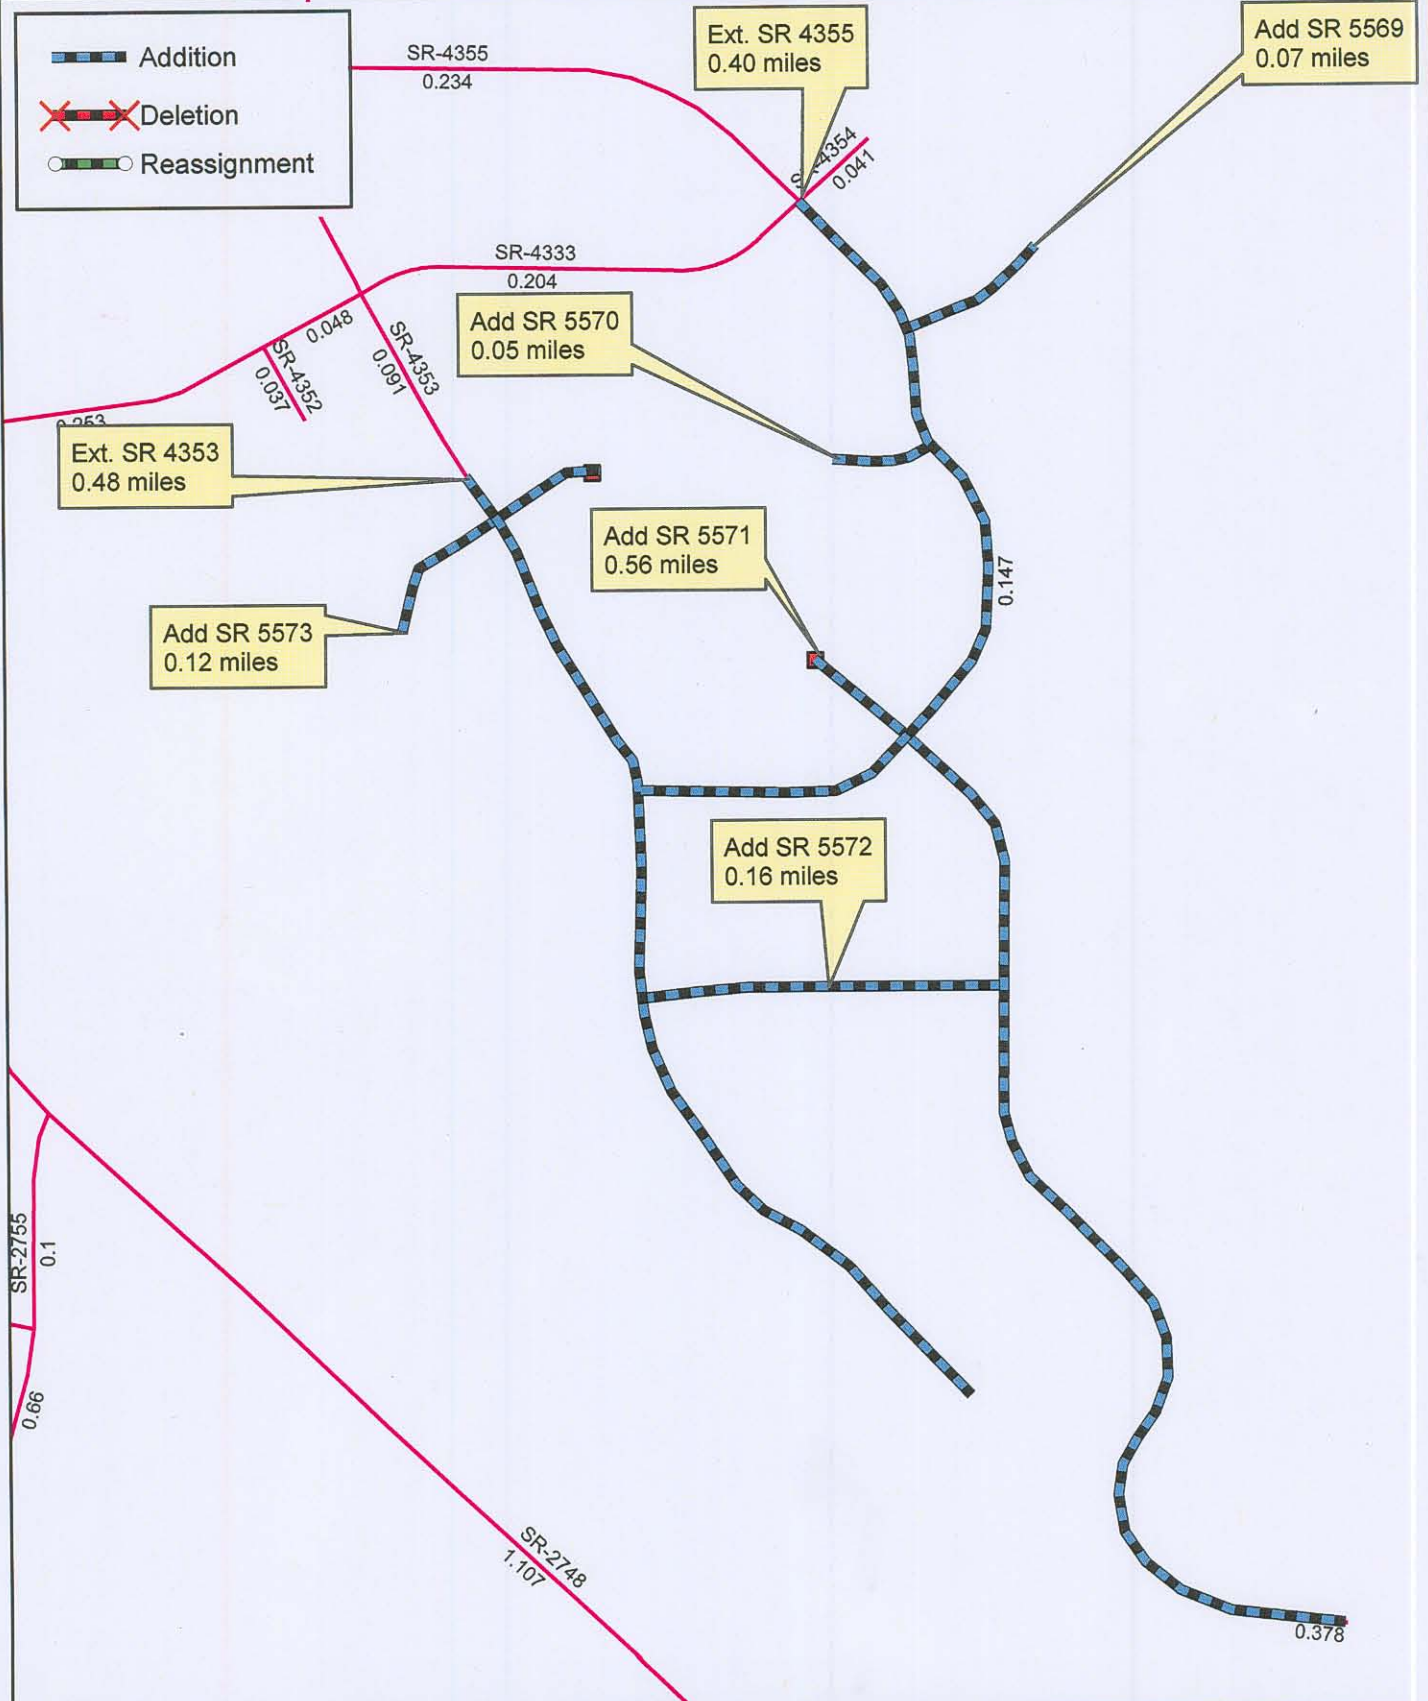 Addition
Deletion
Reassignment
SR-4355
0.234
Ext. SR 4355
0.40 miles
Add SR 5569
0.07 miles
0.041
SR-4333
0.204
0.048
SR-4353
0.091
SR-4352
0.037
Add SR 5570
0.05 miles
0.253
Ext. SR 4353
0.48 miles
Add SR 5571
0.56 miles
0.147
Add SR 5573
0.12 miles
Add SR 5572
0.16 miles
SR-2755
0.1
0.66
SR-2748
1.107
0.378